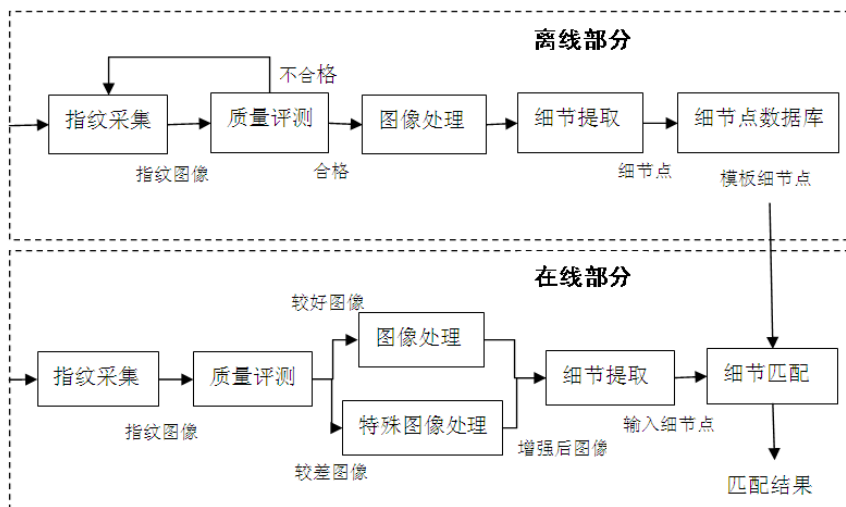 离线部分
不合格
指纹采集
质量评测
图像处理
细节提取
细节点数据库
指纹图像
合格
细节点
模板细节点
在线部分
较好图像
图像处理
指纹采集
质量评测
细节提取
细节匹配
特殊图像处理
指纹图像
输入细节点
增强后图像
较差图像
匹配结果